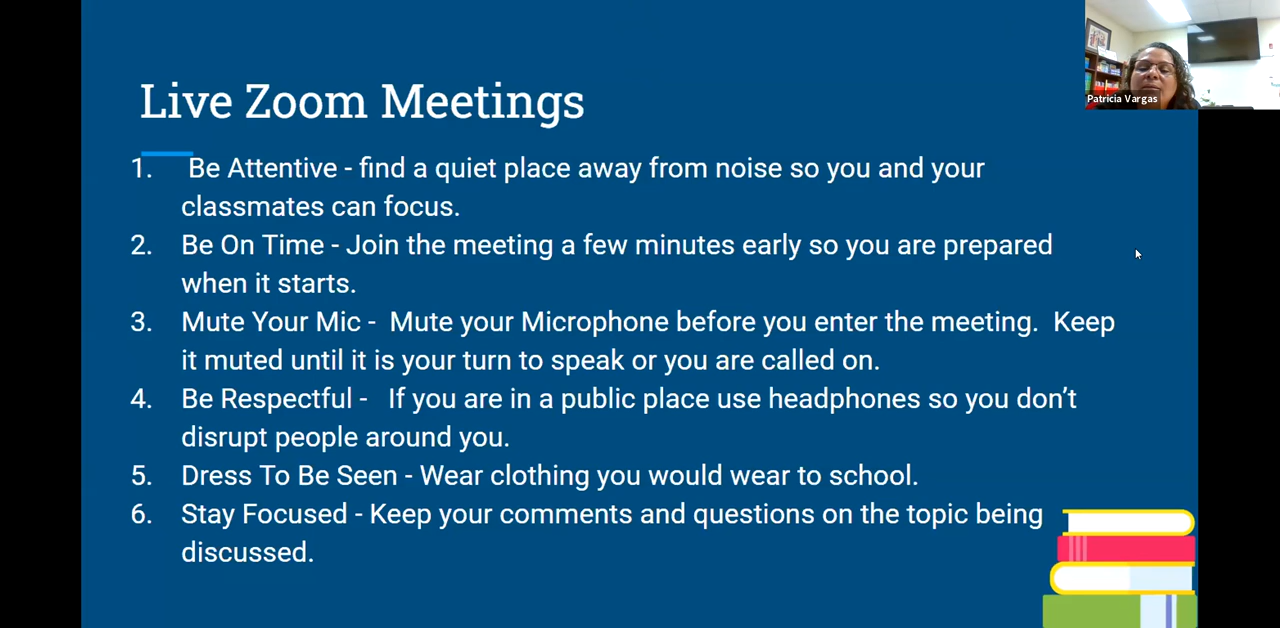 Live Zoom Meetings
1. Be Attentive - find a quiet place away from noise so you and your
classmates can focus.
2. Be On Time - Join the meeting a few minutes early so you are prepared
when it starts.
3. Mute Your Mic - Mute your Microphone before you enter the meeting. Keep
it muted until it is your turn to speak or you are called on.
4. Be Respectful - If you are in a public place use headphones so you don’t
disrupt people around you.
5. Dress To Be Seen - Wear clothing you would wear to school.
6. Stay Focused - Keep your comments and questions on the topic being
discussed.
Patricia Vargas